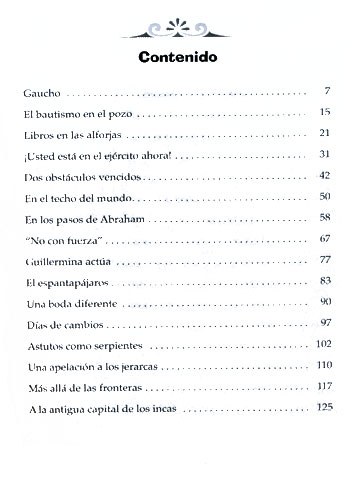 Contenido
Gaucho 7
El bautismo en el pozo 15
Libros en las alforjas 21
¡Usted está en el ejército ahora! 31
Dos obstáculos vencidos 42
En el techo del mundo 50
En los pasos de Abraham 58
"No con fuerza" 67
Guillermina actúa 77
El espantapájaros 83
Una boda diferente 90
Días de cambios 97
Astutos como serpientes 102
Una apelación a los jerarcas 110
Más allá de las fronteras 117
A la antigua capital de los incas 125